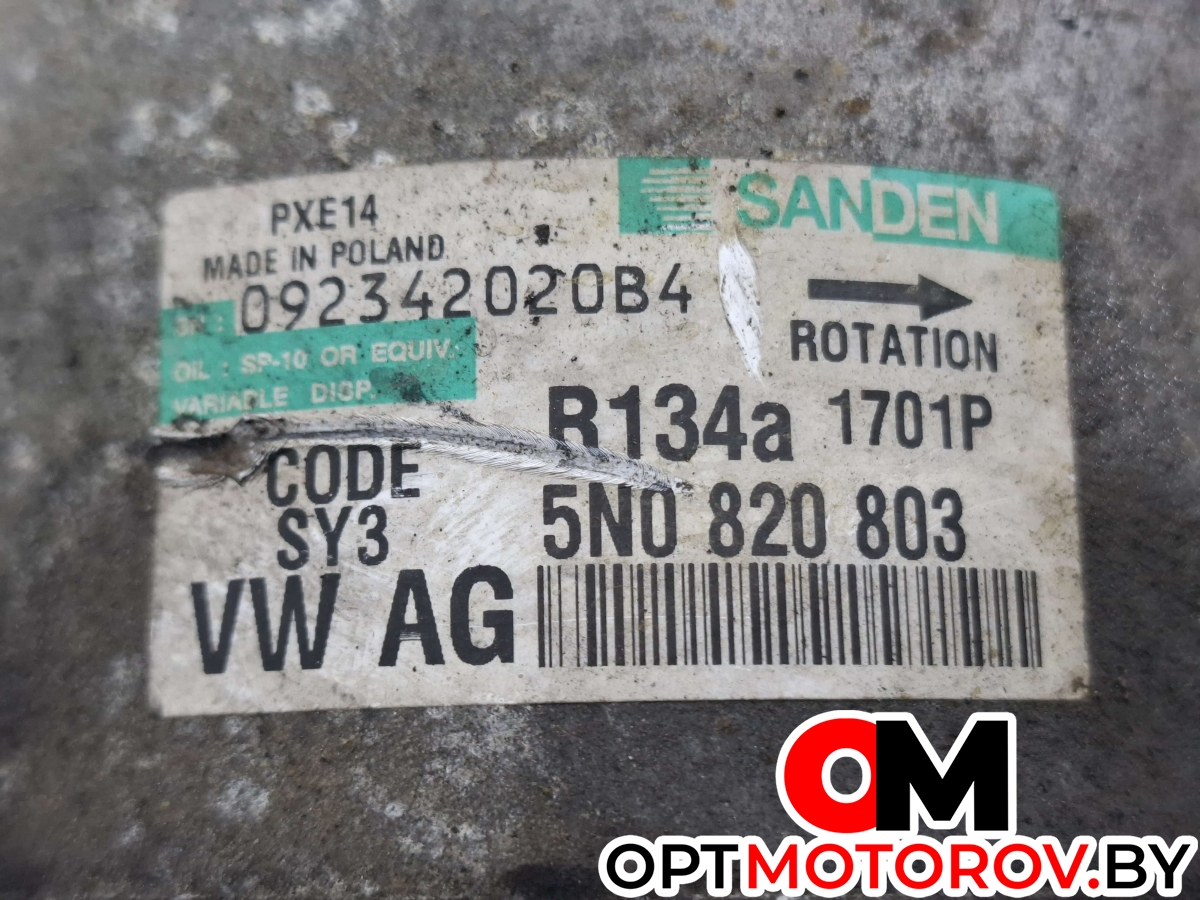 PXE14
SANDEN
MADE IN POLAND
092342020B4
ROTATION
OIL : SP-10 OR EQUIV.
VARIABLE DISP.
R134a 1701P
CODE
SY3
5N0 820 803
VW AG
OM
OPTMOTOROV.BY